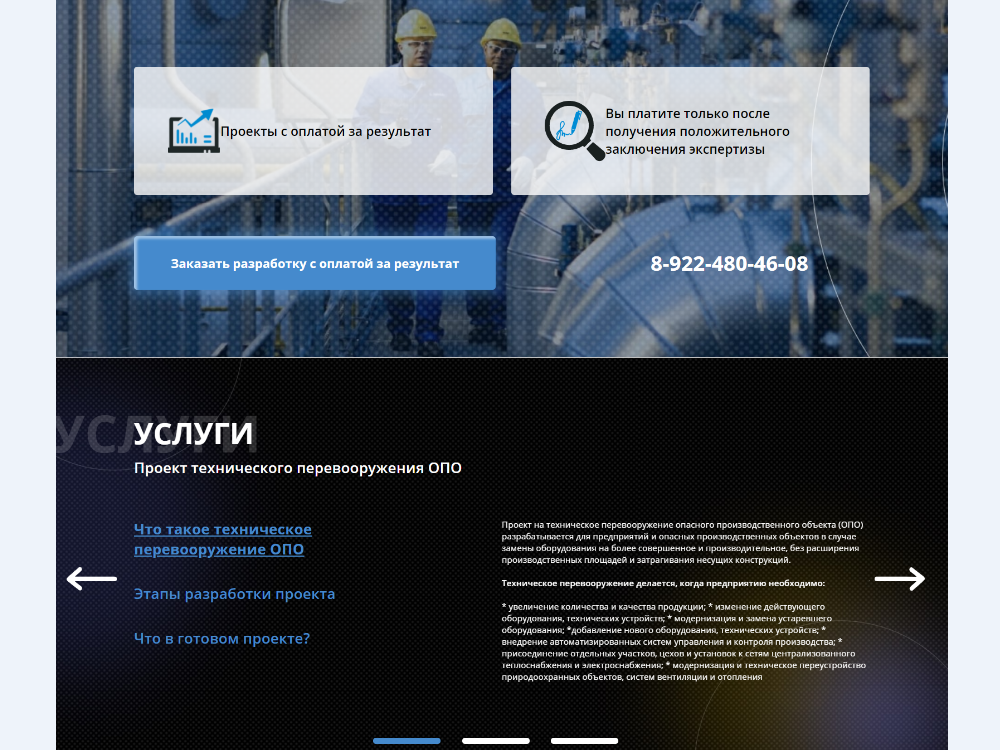 Проекты с оплатой за результат
Вы платите только после
получения положительного
заключения экспертизы
Заказать разработку с оплатой за результат
8-922-480-46-08
УСЛУГИ
УСЛУГИ
Проект технического перевооружения ОПО
Что такое техническое
перевооружение ОПО
Этапы разработки проекта
Что в готовом проекте?
Проект на техническое перевооружение опасного производственного объекта (ОПО)
разрабатывается для предприятий и опасных производственных объектов в случае
замены оборудования на более совершенное и производительное, без расширения
производственных площадей и затрагивания несущих конструкций.
Техническое перевооружение делается, когда предприятию необходимо:
* увеличение количества и качества продукции; * изменение действующего
оборудования, технических устройств; * модернизация и замена устаревшего
оборудования; *добавление нового оборудования, технических устройств; *
внедрение автоматизированных систем управления и контроля производства; *
присоединение отдельных участков, цехов и установок к сетям централизованного
теплоснабжения и электроснабжения; * модернизация и техническое переустройство
природоохранных объектов, систем вентиляции и отопления